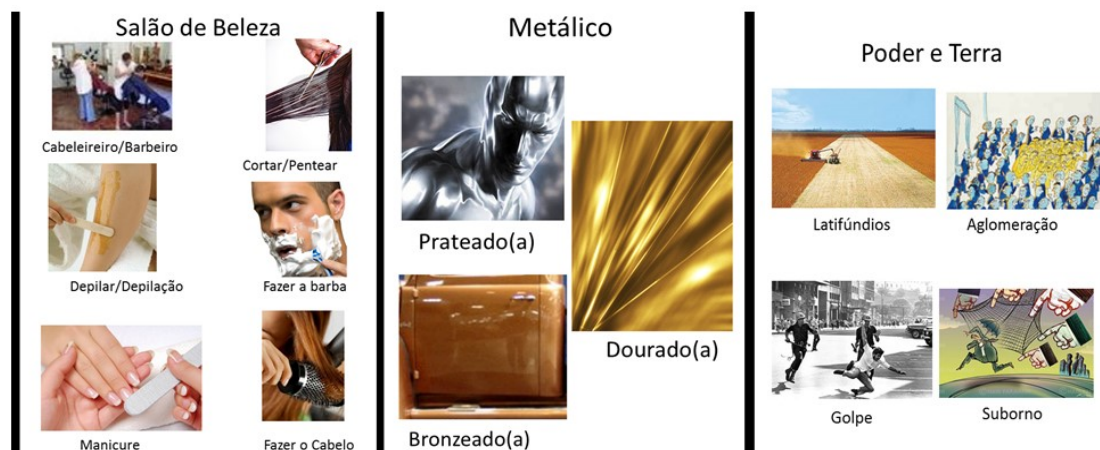 Salão de Beleza
Cabeleireiro/Barbeiro
Cortar/Pentear
Depilar/Depilação
Fazer a barba
Manicure
Fazer o Cabelo
Metálico
Prateado(a)
Dourado(a)
Bronzeado(a)
Poder e Terra
Latifúndios
Aglomeração
Golpe
Suborno